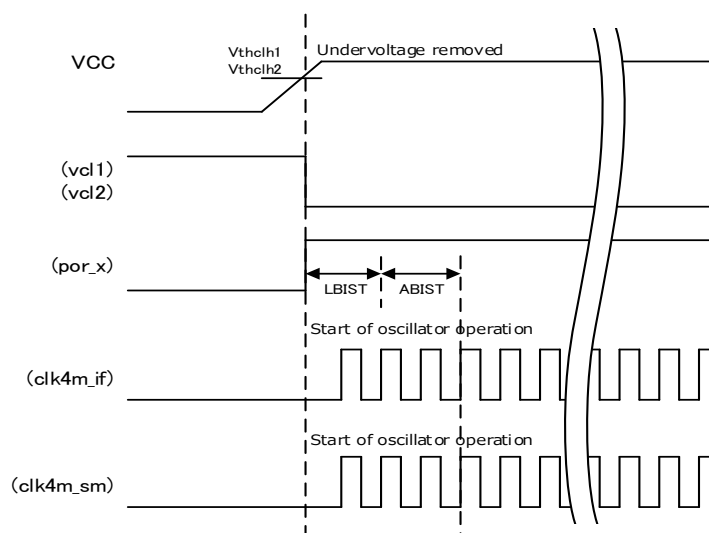 Vthclh1
Undervoltage removed
VCC
Vthclh2
(vcl1)
(vcl2)
(por_x)
LBIST
ABIST
Start of oscillator operation
(clk4m_if)
Start of oscillator operation
(clk4m_sm)